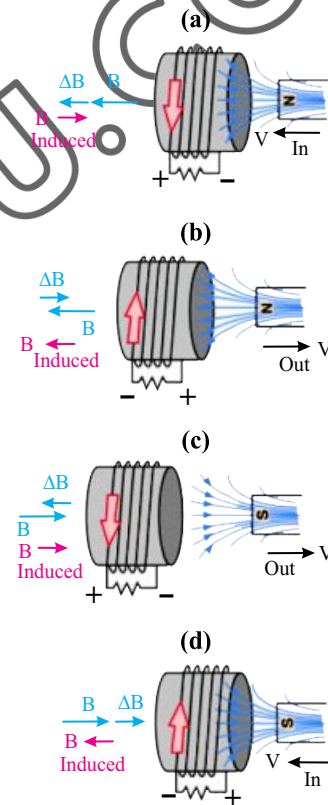 (a)
ΔB B
B
Induced
N
V
In
+ −
(b)
ΔB
B
B
Induced
N
V
Out
− +
(c)
ΔB
B
B
Induced
S
V
Out
+ −
(d)
B ΔB
B
Induced
S
V
In
− +